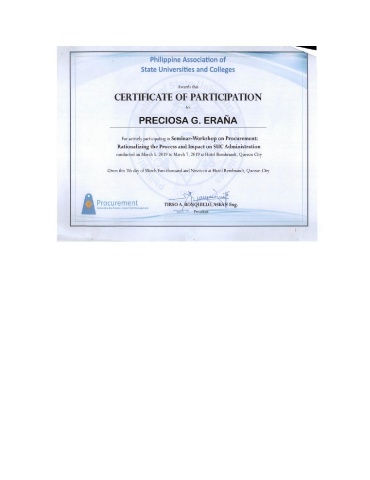 Philippine Association of
State Universities and Colleges
Awards this
CERTIFICATE OF PARTICIPATION
to
PRECIOSA G. ERAÑA
For actively participating in Seminar-Workshop on Procurement:
Rationalizing the Process and Impact on SUC Administration
conducted on March 5, 2019 to March 7, 2019 at Hotel Rembrandt, Quezon City
Given this 7th day of March Two thousand and Nineteen at Hotel Rembrandt, Quezon City
TIRSO A. RONQUILLO, ASEAN Eng.
President
Procurement